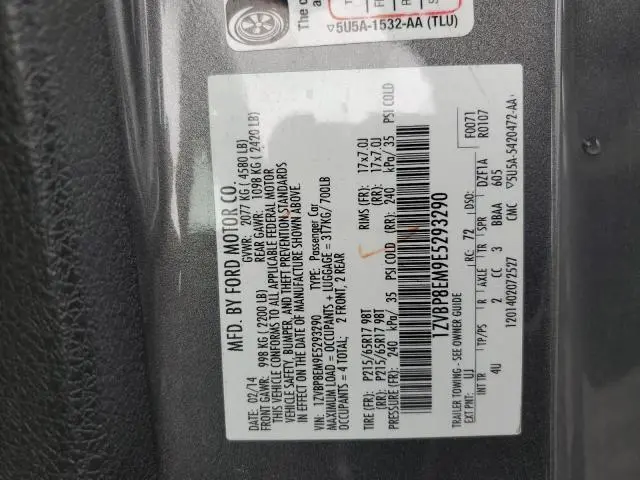 The c
a
▽5U5A-1532-AA (TLU)
MFD. BY FORD MOTOR CO.
DATE: 02/14 GVWR: 2077 KG ( 4580 LB)
FRONT GAWR: 998 KG ( 2200 LB) REAR GAWR: 1098 KG ( 2420 LB)
THIS VEHICLE CONFORMS TO ALL APPLICABLE FEDERAL MOTOR
VEHICLE SAFETY, BUMPER, AND THEFT PREVENTION STANDARDS
IN EFFECT ON THE DATE OF MANUFACTURE SHOWN ABOVE.
VIN: 1ZVBP8EM9E5293290 TYPE: Passenger Car
MAXIMUM LOAD = OCCUPANTS + LUGGAGE = 317KG/ 700LB
OCCUPANTS = 4 TOTAL: 2 FRONT, 2 REAR
TIRE (FR): P215/65R17 98T RIMS (FR): 17x7.0J
(RR): P215/65R17 98T (RR): 17x7.0J
PRESSURE (FR): 240 kPa/ 35 PSI COLD (RR): 240 kPa/ 35 PSI COLD
1ZVBP8EM9E5293290
TRAILER TOWING - SEE OWNER GUIDE
EXT PNT: UJ RC: 72 DSO: F0071
INT TR TP/PS R AXLE TR SPR DZF1A R0107
4U 2 CC 3 BBAA 605
1201402072527 CMC ▽5U5A-5420472-AA